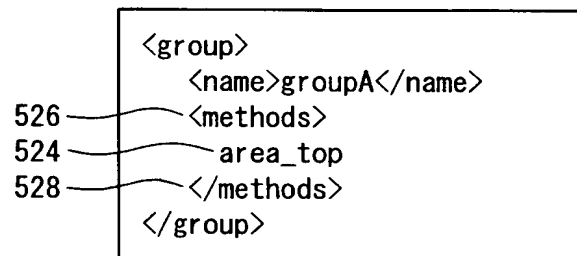 <group>
<name>groupA</name>
526 <methods>
524 area_top
528 </methods>
</group>